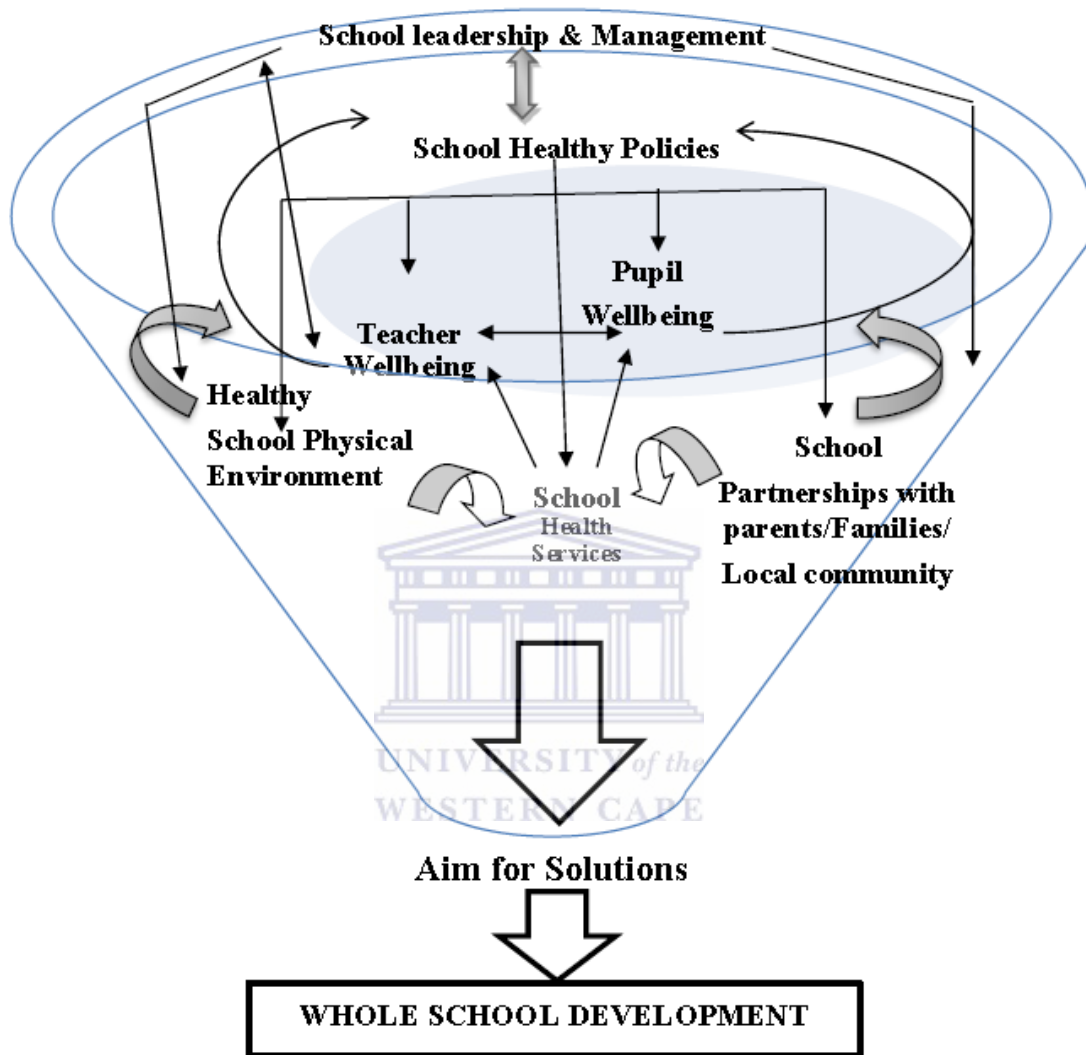 School leadership & Management
School Healthy Policies
Pupil
Wellbeing
Teacher
Wellbeing
Healthy
School Physical
Environment
School
Partnerships with
parents/Families/
Local community
School
Health
Services
UNIVERSITY of the
WESTERN CAPE
Aim for Solutions
WHOLE SCHOOL DEVELOPMENT